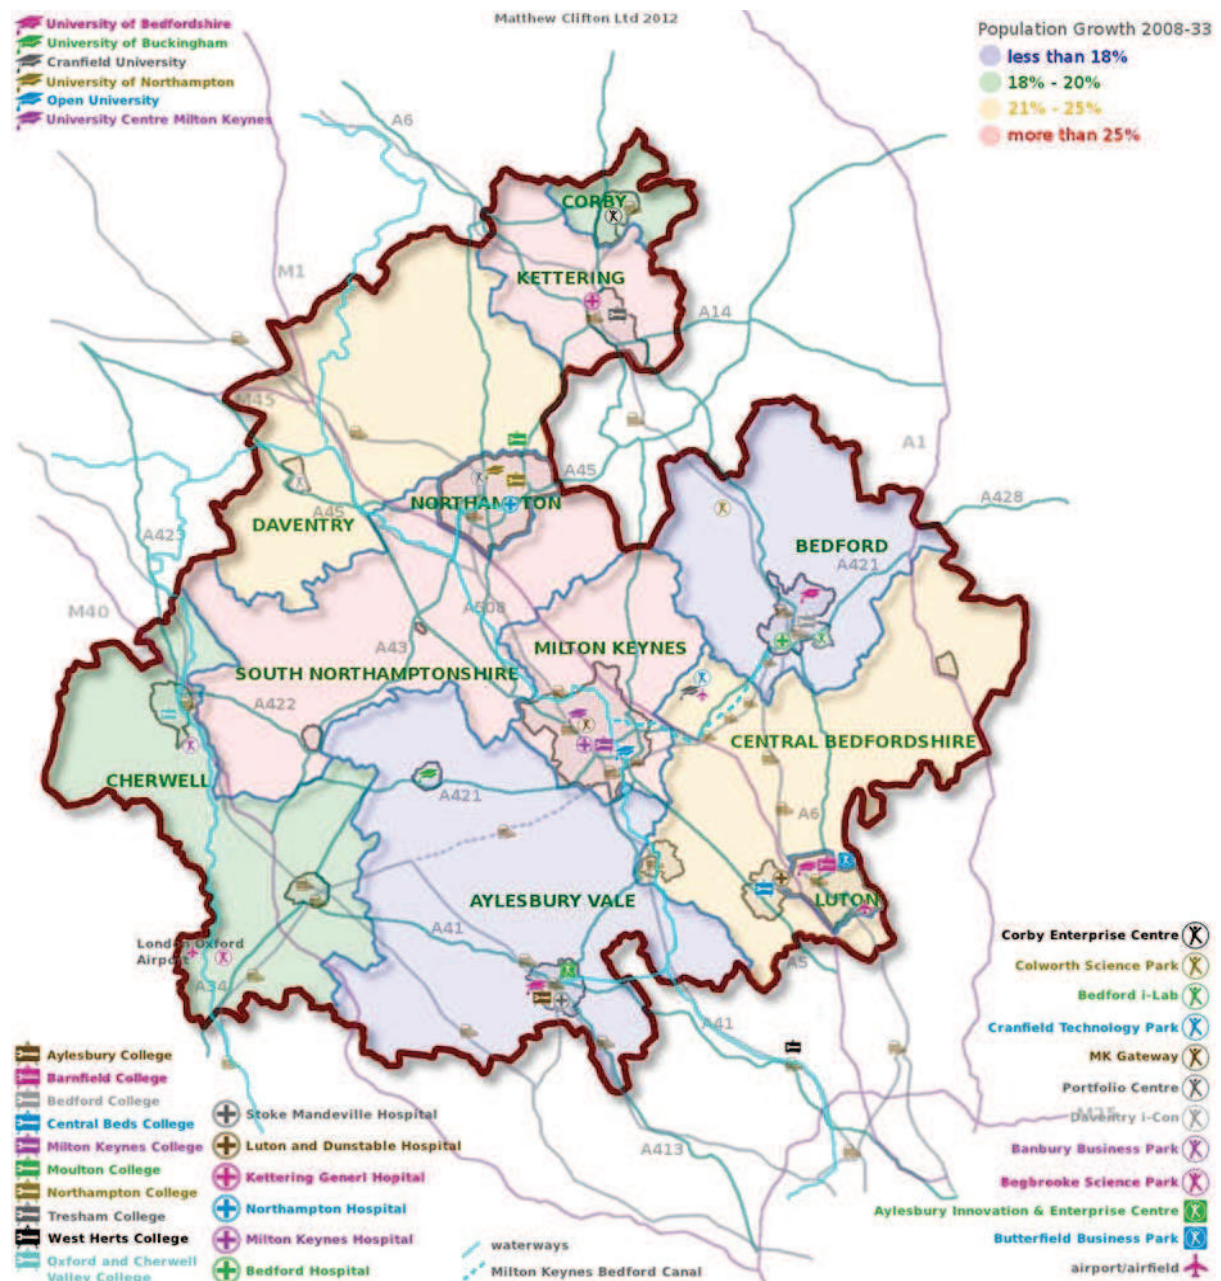 Matthew Clifton Ltd 2012
University of Bedfordshire
University of Buckingham
Cranfield University
University of Northampton
Open University
University Centre Milton Keynes
Population Growth 2008-33
less than 18%
18% - 20%
21% - 25%
more than 25%
A6
CORBY
M1
KETTERING
A14
M45
A1
A45
A428
NORTHAMPTON
A45
DAVENTRY
A423
BEDFORD
A421
M40
A508
A43
MILTON KEYNES
SOUTH NORTHAMPTONSHIRE
A422
CENTRAL BEDFORDSHIRE
CHERWELL
A421
A6
AYLESBURY VALE
LUTON
A41
London Oxford
Airport
A34
A5
A41
M25
A413
Corby Enterprise Centre
Colworth Science Park
Bedford i-Lab
Cranfield Technology Park
MK Gateway
Portfolio Centre
Daventry i-Con
Banbury Business Park
Begbrooke Science Park
Aylesbury Innovation & Enterprise Centre
Butterfield Business Park
airport/airfield
Aylesbury College
Barnfield College
Bedford College
Central Beds College
Milton Keynes College
Moulton College
Northampton College
Tresham College
West Herts College
Oxford and Cherwell
Valley College
Stoke Mandeville Hospital
Luton and Dunstable Hospital
Kettering Generl Hopital
Northampton Hospital
Milton Keynes Hospital
Bedford Hospital
waterways
Milton Keynes Bedford Canal